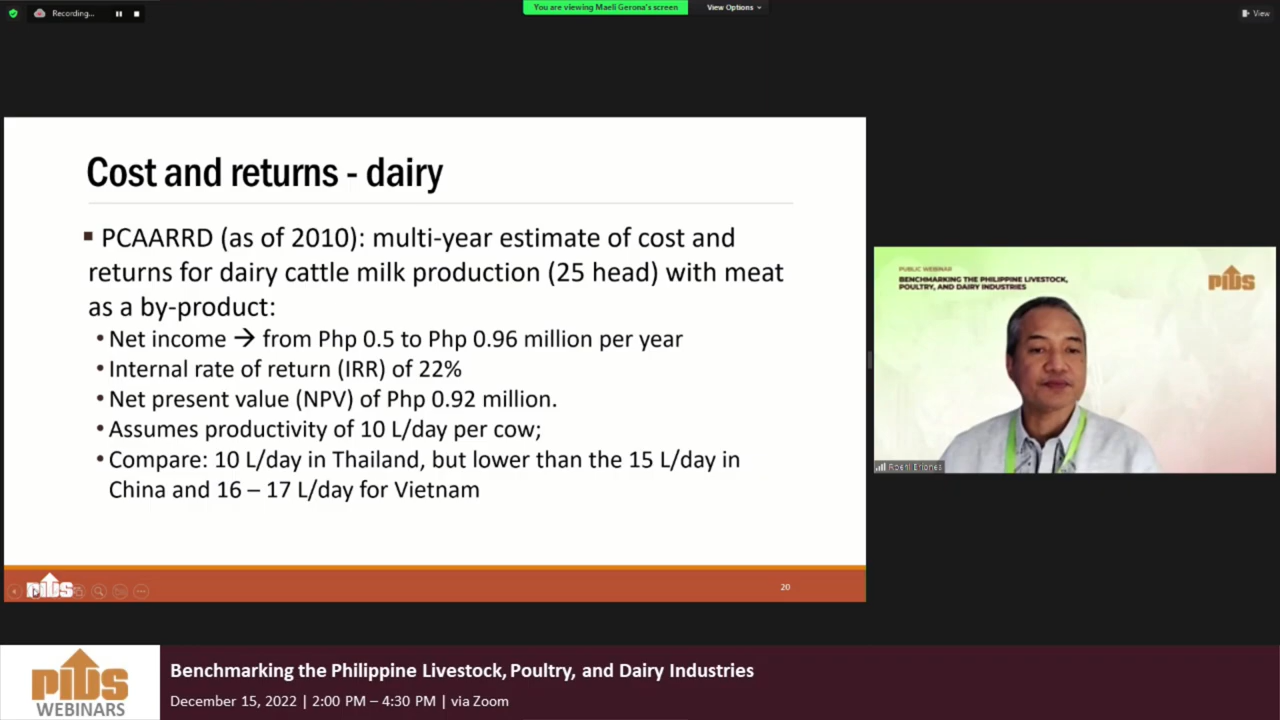 Recording...
You are viewing Maeli Gerona's screen
View Options
View
Cost and returns - dairy
▪ PCAARRD (as of 2010): multi-year estimate of cost and
returns for dairy cattle milk production (25 head) with meat
as a by-product:
• Net income → from Php 0.5 to Php 0.96 million per year
• Internal rate of return (IRR) of 22%
• Net present value (NPV) of Php 0.92 million.
• Assumes productivity of 10 L/day per cow;
• Compare: 10 L/day in Thailand, but lower than the 15 L/day in
China and 16 – 17 L/day for Vietnam
PIDS
20
PUBLIC WEBINAR
BENCHMARKING THE PHILIPPINE LIVESTOCK,
POULTRY, AND DAIRY INDUSTRIES
PIDS
Roehl Briones
PIDS
WEBINARS
Benchmarking the Philippine Livestock, Poultry, and Dairy Industries
December 15, 2022 | 2:00 PM – 4:30 PM | via Zoom